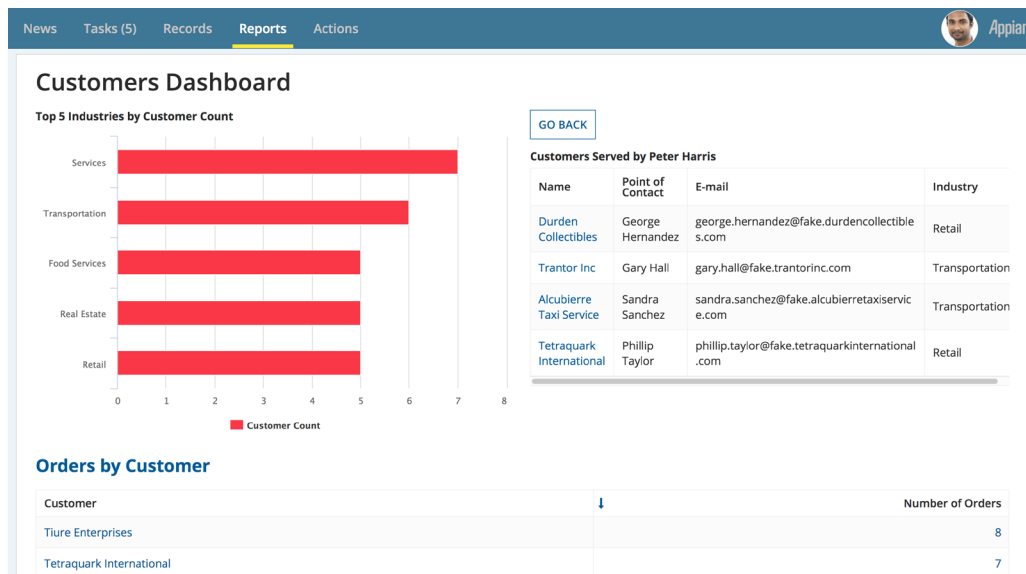 News Tasks (5) Records Reports Actions
Customers Dashboard
Top 5 Industries by Customer Count
Services
Transportation
Food Services
Real Estate
Retail
0 1 2 3 4 5 6 7 8
Customer Count
GO BACK
Customers Served by Peter Harris
Name Point of Contact E-mail Industry
Durden Collectibles George Hernandez george.hernandez@fake.durdencollectibles.com Retail
Trantor Inc Gary Hall gary.hall@fake.trantorinc.com Transportation
Alcubierre Taxi Service Sandra Sanchez sandra.sanchez@fake.alcubierretaxiservice.com Transportation
Tetraquark International Phillip Taylor phillip.taylor@fake.tetraquarkinternational.com Retail
Orders by Customer
Customer Number of Orders
Tiure Enterprises 8
Tetraquark International 7